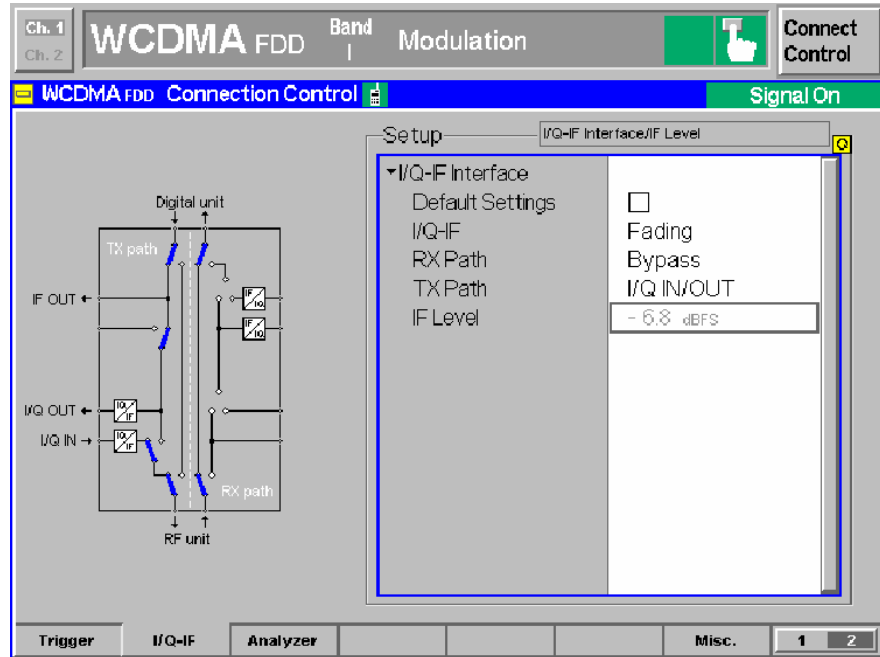 Ch. 1
Ch. 2
WCDMA FDD Band I Modulation
Connect Control
WCDMA FDD Connection Control
Signal On
Setup
I/Q-IF Interface/IF Level
Q
I/Q-IF Interface
Default Settings
I/Q-IF Fading
RX Path Bypass
TX Path I/Q IN/OUT
IF Level - 6.8 dBFS
Digital unit
TX path
IF OUT
IF/IQ
IF/IQ
I/Q OUT
IQ/IF
I/Q IN
IQ/IF
RX path
RF unit
Trigger I/Q-IF Analyzer Misc. 1 2